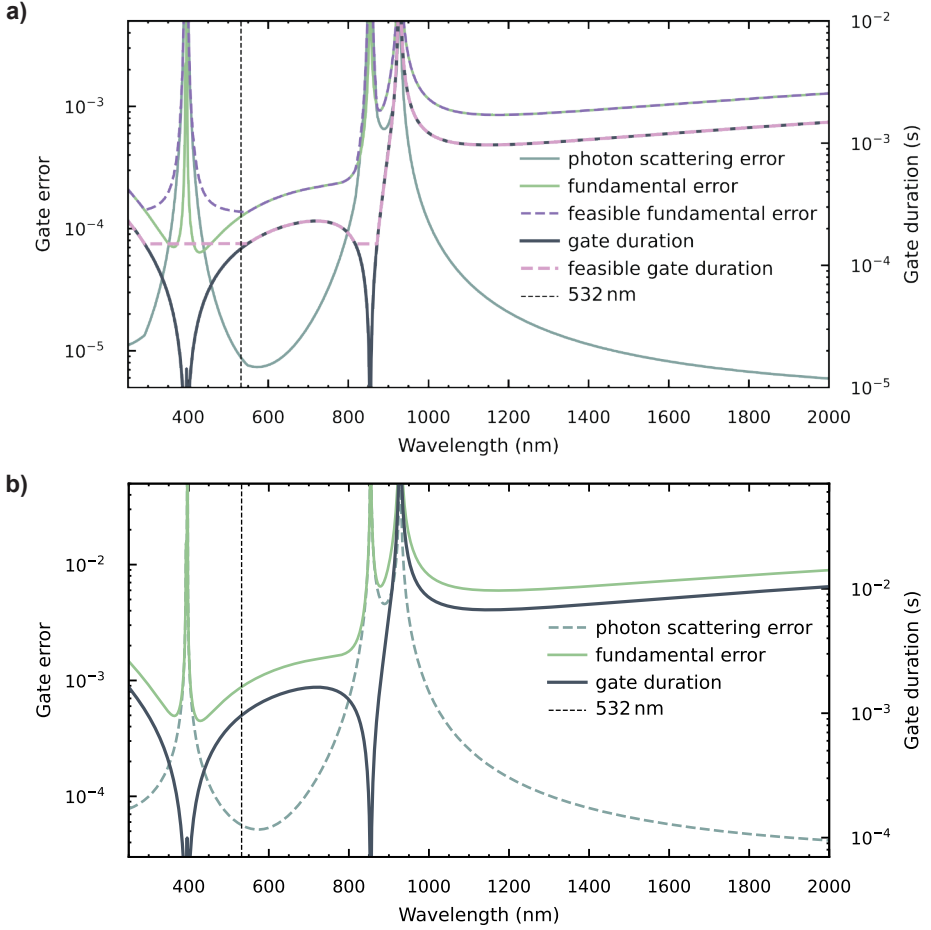 a)
10⁻²
10⁻³
10⁻³
Gate error
Gate duration (s)
photon scattering error
fundamental error
feasible fundamental error
gate duration
feasible gate duration
532 nm
10⁻⁴
10⁻⁴
10⁻⁵
10⁻⁵
400 600 800 1000 1200 1400 1600 1800 2000
Wavelength (nm)
b)
10⁻²
10⁻²
Gate error
Gate duration (s)
photon scattering error
fundamental error
gate duration
532 nm
10⁻³
10⁻³
10⁻⁴
10⁻⁴
400 600 800 1000 1200 1400 1600 1800 2000
Wavelength (nm)